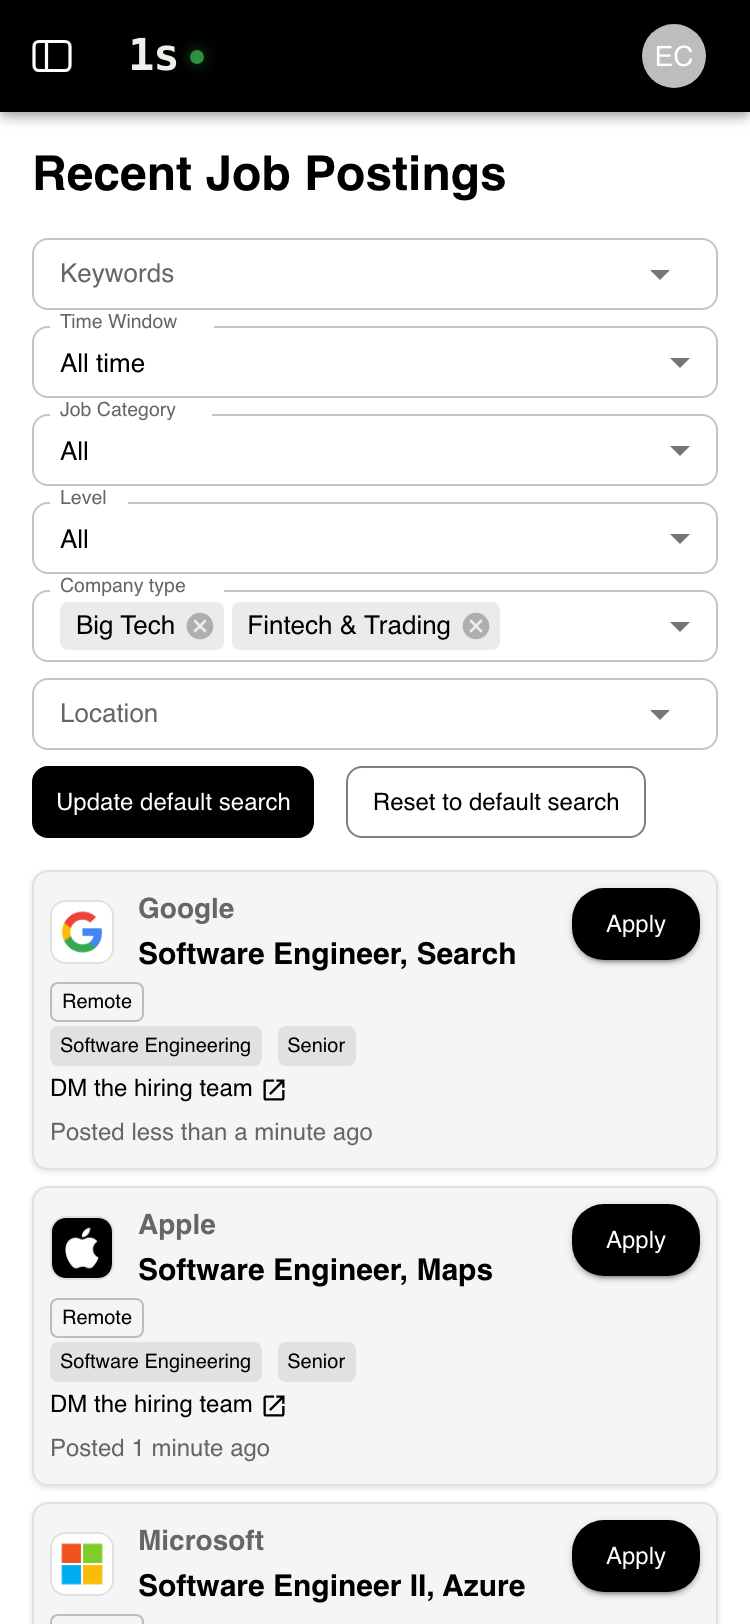 1s
EC
Recent Job Postings
Keywords
Time Window
All time
Job Category
All
Level
All
Company type
Big Tech
Fintech & Trading
Location
Update default search
Reset to default search
Google
Software Engineer, Search
Apply
Remote
Software Engineering
Senior
DM the hiring team
Posted less than a minute ago
Apple
Software Engineer, Maps
Apply
Remote
Software Engineering
Senior
DM the hiring team
Posted 1 minute ago
Microsoft
Software Engineer II, Azure
Apply